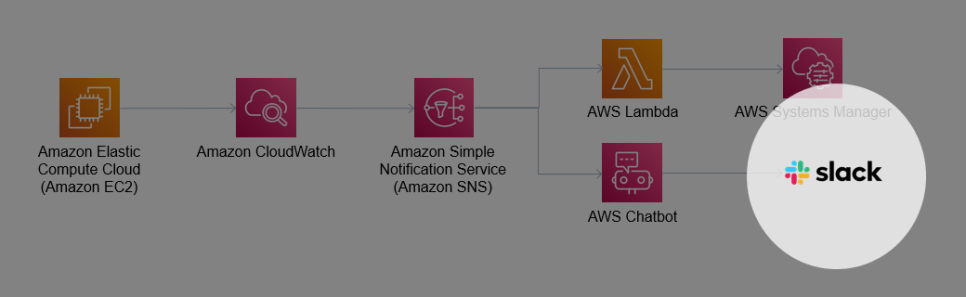 AWS Lambda
AWS Systems Manager
Amazon Elastic
Compute Cloud
(Amazon EC2)
Amazon CloudWatch
Amazon Simple
Notification Service
(Amazon SNS)
slack
AWS Chatbot